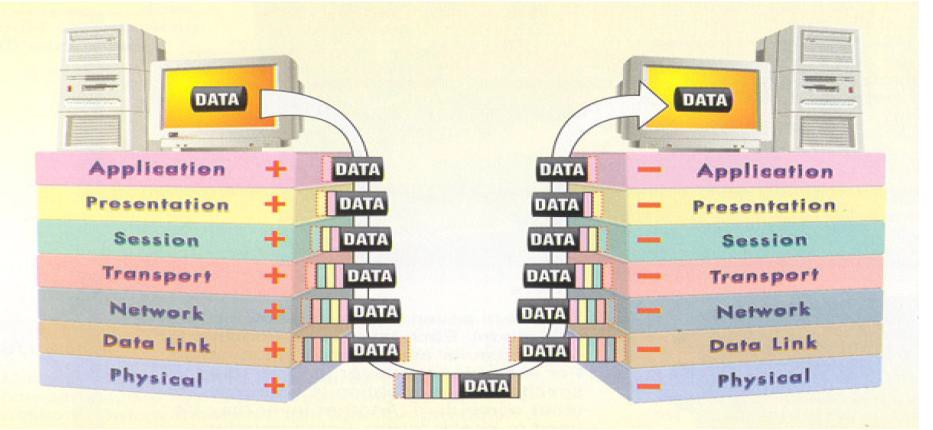 DATA DATA
Application + DATA DATA − Application
Presentation + DATA DATA − Presentation
Session + DATA DATA − Session
Transport + DATA DATA − Transport
Network + DATA DATA − Network
Data Link + DATA DATA − Data Link
Physical + DATA − Physical